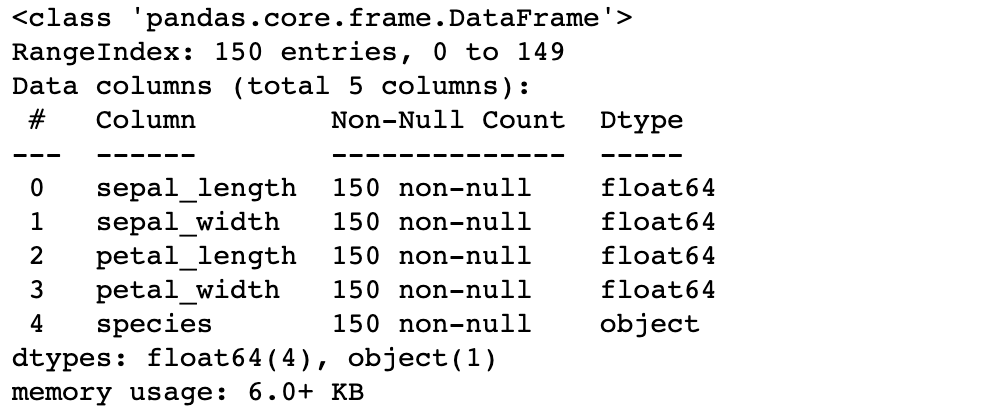 <class 'pandas.core.frame.DataFrame'>
RangeIndex: 150 entries, 0 to 149
Data columns (total 5 columns):
 #   Column        Non-Null Count  Dtype
---  ------        --------------  -----
 0   sepal_length  150 non-null    float64
 1   sepal_width   150 non-null    float64
 2   petal_length  150 non-null    float64
 3   petal_width   150 non-null    float64
 4   species       150 non-null    object
dtypes: float64(4), object(1)
memory usage: 6.0+ KB